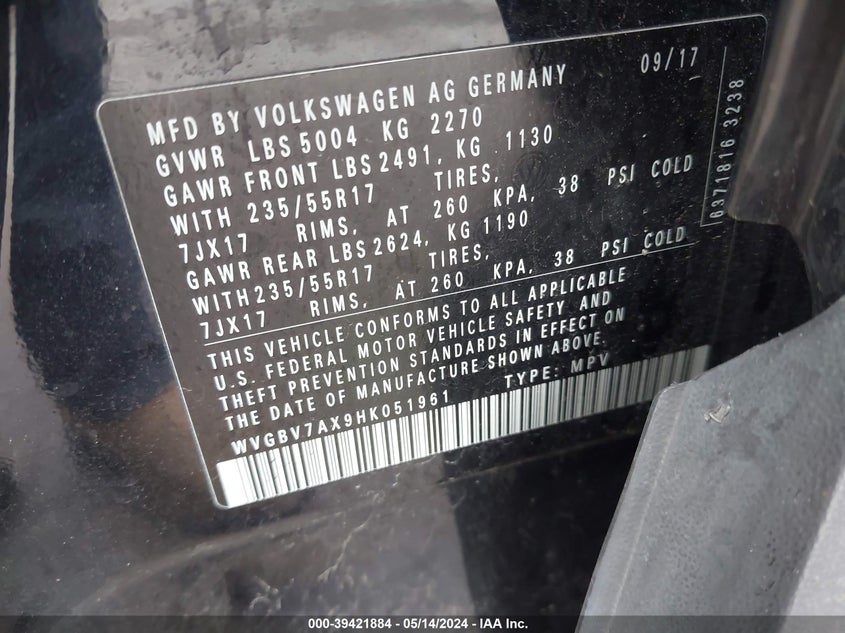 MFD BY VOLKSWAGEN AG GERMANY 09/17
GVWR LBS 5004 KG 2270
GAWR FRONT LBS 2491, KG 1130
WITH 235/55R17 TIRES,
7JX17 RIMS, AT 260 KPA, 38 PSI COLD
GAWR REAR LBS 2624, KG 1190
WITH 235/55R17 TIRES,
7JX17 RIMS, AT 260 KPA, 38 PSI COLD
THIS VEHICLE CONFORMS TO ALL APPLICABLE
U.S. FEDERAL MOTOR VEHICLE SAFETY AND
THEFT PREVENTION STANDARDS IN EFFECT ON
THE DATE OF MANUFACTURE SHOWN ABOVE.
WVGBV7AX9HK051961 TYPE: MPV
6371816 3238
000-39421884 / 05/14/2024 - IAA Inc.